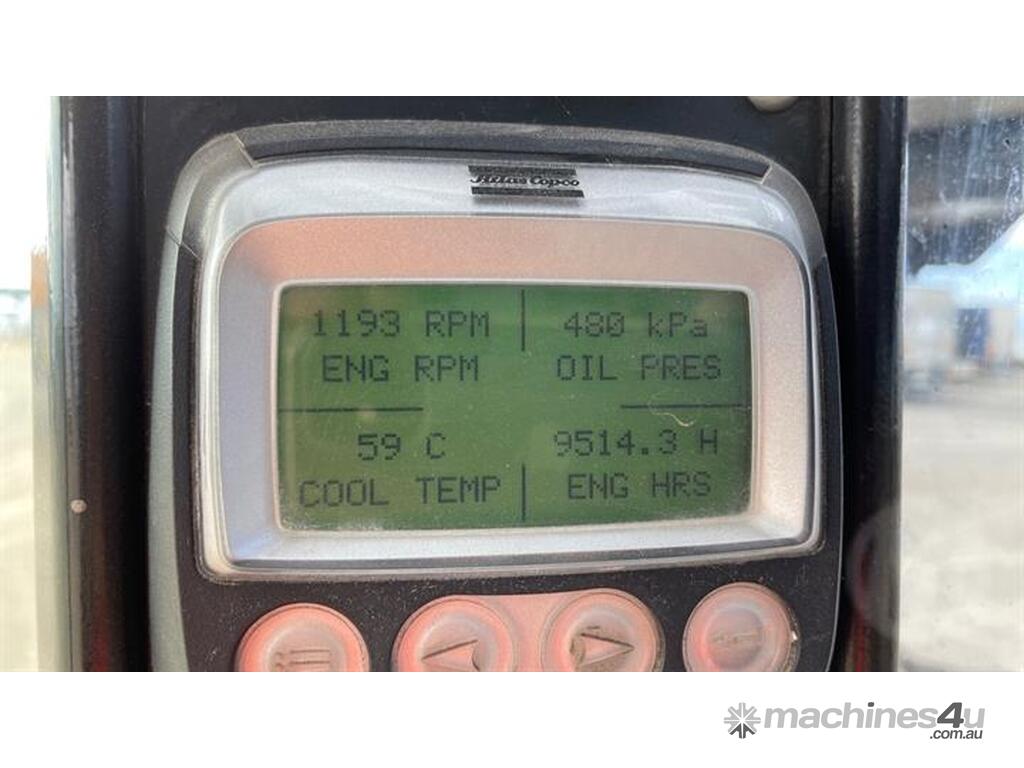 Atlas Copco
1193 RPM
ENG RPM
480 kPa
OIL PRES
59 C
COOL TEMP
9514.3 H
ENG HRS
machines4u
.com.au